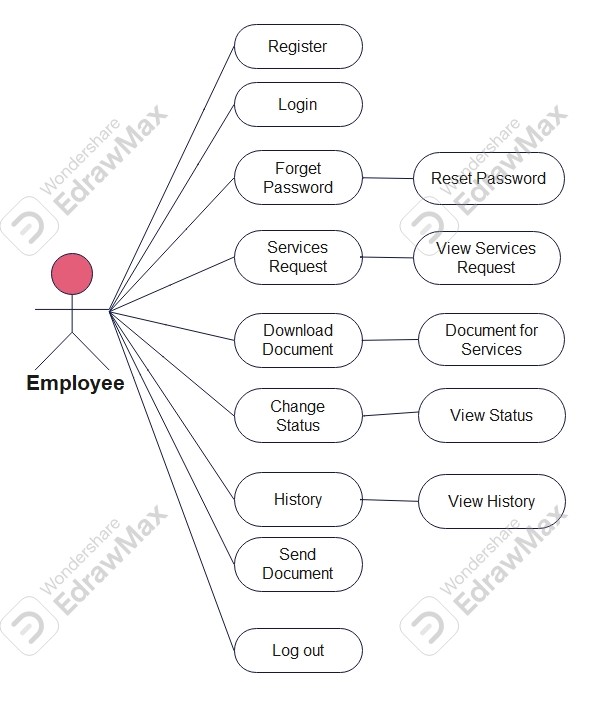 Register
Login
Forget
Password
Reset Password
Services
Request
View Services
Request
Download
Document
Document for
Services
Employee
Change
Status
View Status
History
View History
Send
Document
Log out
Wondershare
EdrawMax
Wondershare
EdrawMax
Wondershare
EdrawMax
Wondershare
EdrawMax